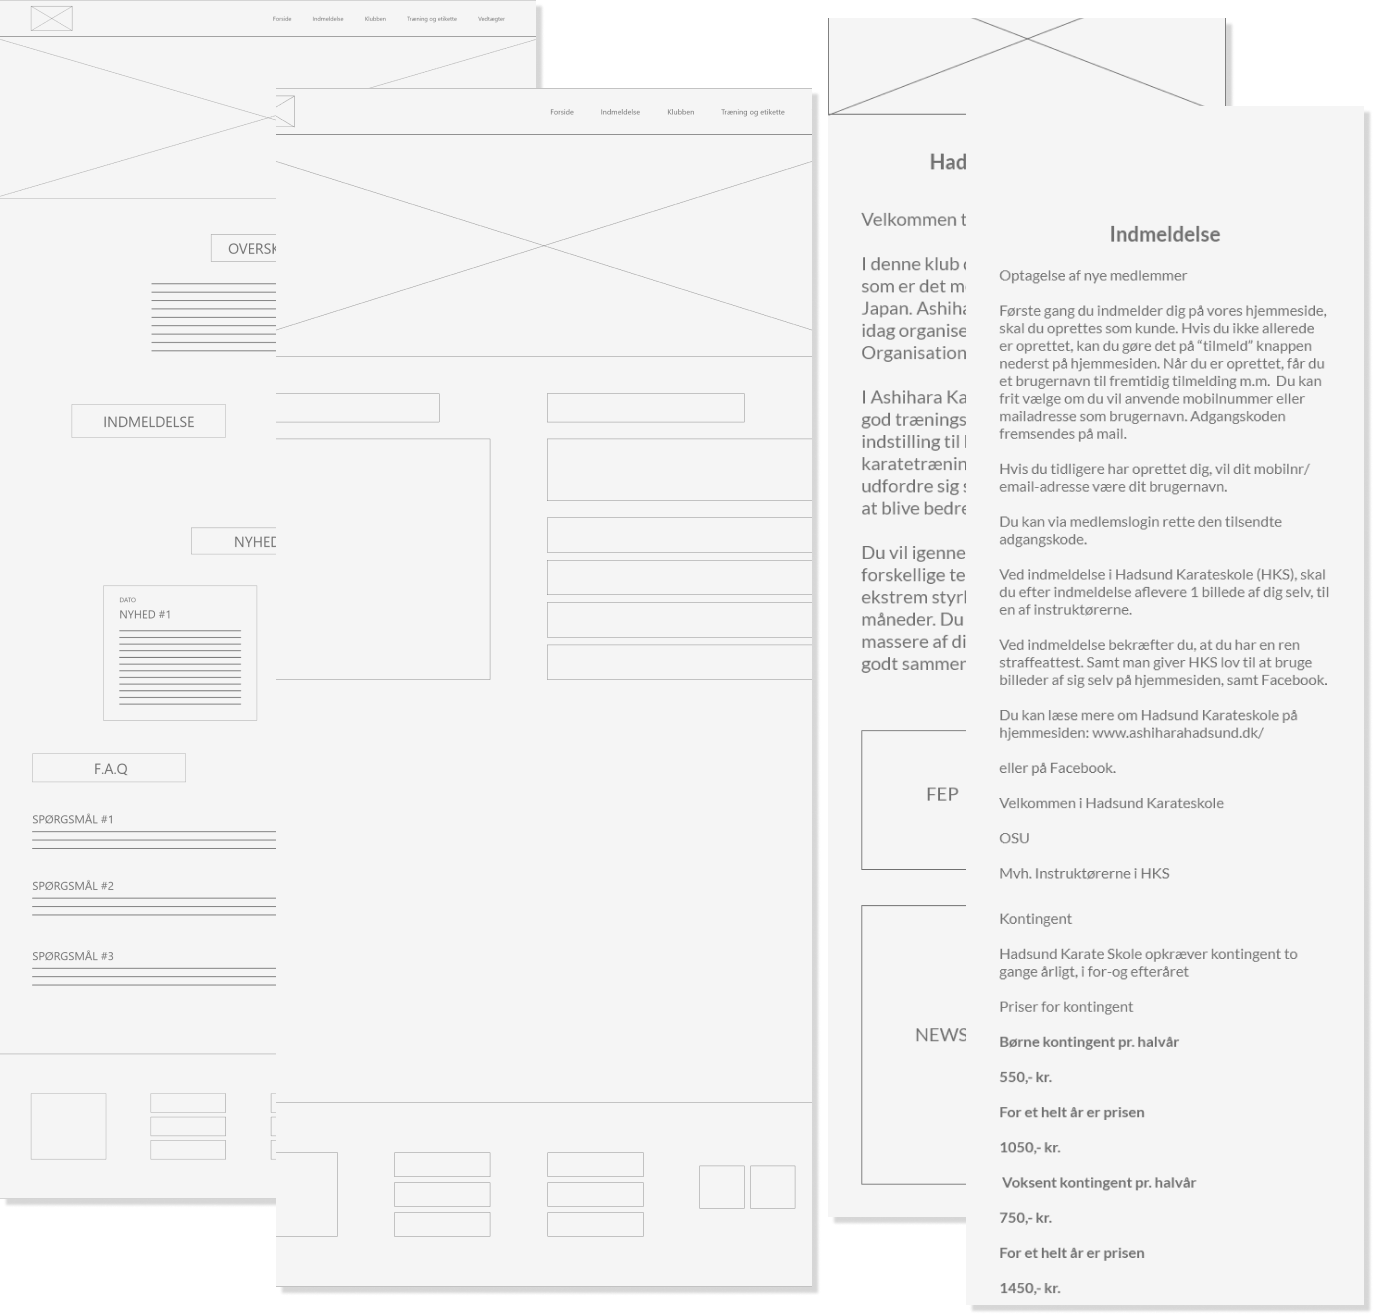 Forside Indmeldelse Klubben Træning og etikette Vedtægter
OVERSK
INDMELDELSE
NYHED
DATO
NYHED #1
F.A.Q
SPØRGSMÅL #1
SPØRGSMÅL #2
SPØRGSMÅL #3
Forside Indmeldelse Klubben Træning og etikette
Had
Velkommen t
I denne klub
som er det m
Japan. Ashiha
idag organise
Organisation
I Ashihara Ka
god trænings
indstilling til
karatetrænin
udfordre sig s
at blive bedre
Du vil igenne
forskellige te
ekstrem styrk
måneder. Du
massere af di
godt sammen
FEP
NEWS
Indmeldelse
Optagelse af nye medlemmer
Første gang du indmelder dig på vores hjemmeside,
skal du oprettes som kunde. Hvis du ikke allerede
er oprettet, kan du gøre det på “tilmeld” knappen
nederst på hjemmesiden. Når du er oprettet, får du
et brugernavn til fremtidig tilmelding m.m. Du kan
frit vælge om du vil anvende mobilnummer eller
mailadresse som brugernavn. Adgangskoden
fremsendes på mail.
Hvis du tidligere har oprettet dig, vil dit mobilnr/
email-adresse være dit brugernavn.
Du kan via medlemslogin rette den tilsendte
adgangskode.
Ved indmeldelse i Hadsund Karateskole (HKS), skal
du efter indmeldelse aflevere 1 billede af dig selv, til
en af instruktørerne.
Ved indmeldelse bekræfter du, at du har en ren
straffeattest. Samt man giver HKS lov til at bruge
billeder af sig selv på hjemmesiden, samt Facebook.
Du kan læse mere om Hadsund Karateskole på
hjemmesiden: www.ashiharahadsund.dk/
eller på Facebook.
Velkommen i Hadsund Karateskole
OSU
Mvh. Instruktørerne i HKS
Kontingent
Hadsund Karate Skole opkræver kontingent to
gange årligt, i for-og efteråret
Priser for kontingent
Børne kontingent pr. halvår
550,- kr.
For et helt år er prisen
1050,- kr.
Voksent kontingent pr. halvår
750,- kr.
For et helt år er prisen
1450,- kr.